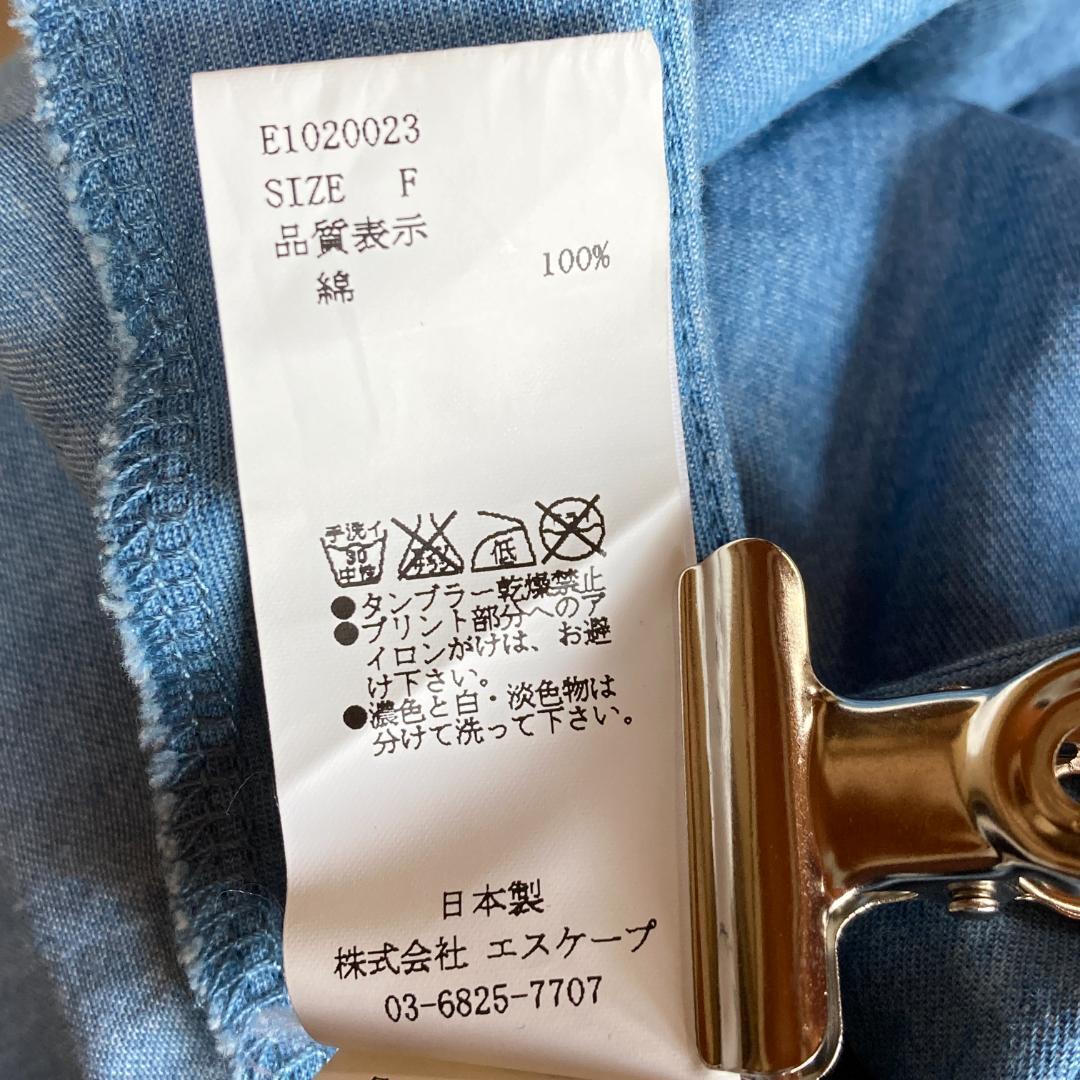 E1020023
SIZE F
品質表示
綿 100%
手洗イ
30
中性
低
●タンブラー乾燥禁止
●プリント部分へのア
イロンがけは、お避
け下さい。
●濃色と白・淡色物は
分けて洗って下さい。
日本製
株式会社 エスケープ
03-6825-7707